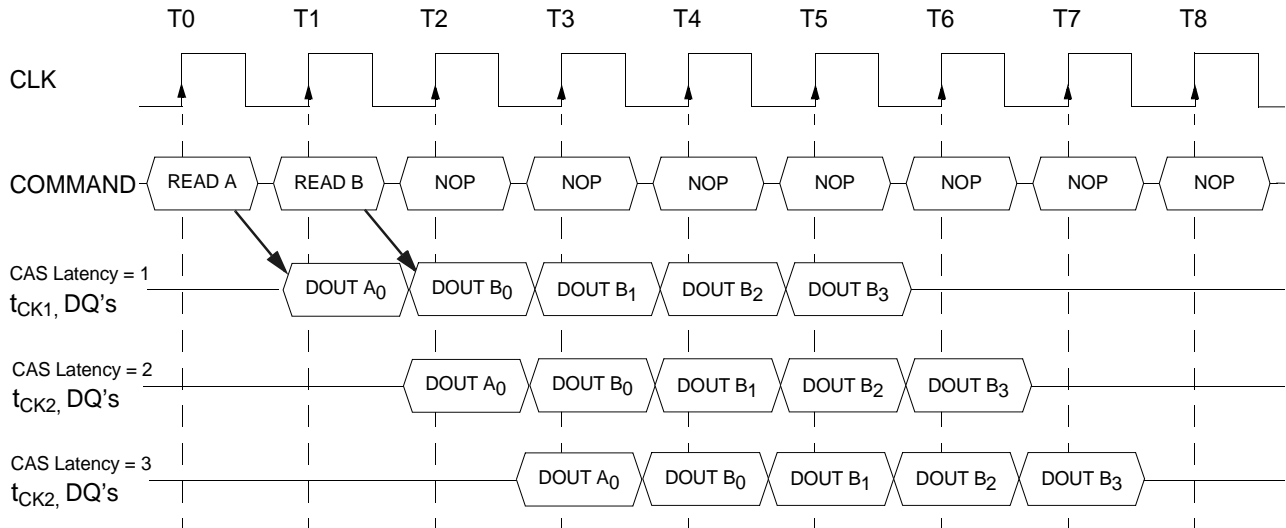 T0 T1 T2 T3 T4 T5 T6 T7 T8
CLK
COMMAND READ A READ B NOP NOP NOP NOP NOP NOP NOP
CAS Latency = 1
tCK1, DQ's DOUT A0 DOUT B0 DOUT B1 DOUT B2 DOUT B3
CAS Latency = 2
tCK2, DQ's DOUT A0 DOUT B0 DOUT B1 DOUT B2 DOUT B3
CAS Latency = 3
tCK2, DQ's DOUT A0 DOUT B0 DOUT B1 DOUT B2 DOUT B3